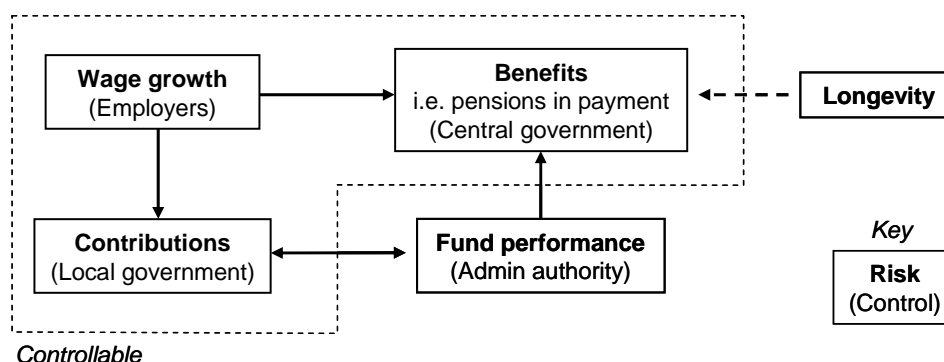 Wage growth
(Employers)
Benefits
i.e. pensions in payment
(Central government)
Longevity
Contributions
(Local government)
Fund performance
(Admin authority)
Key
Risk
(Control)
Controllable